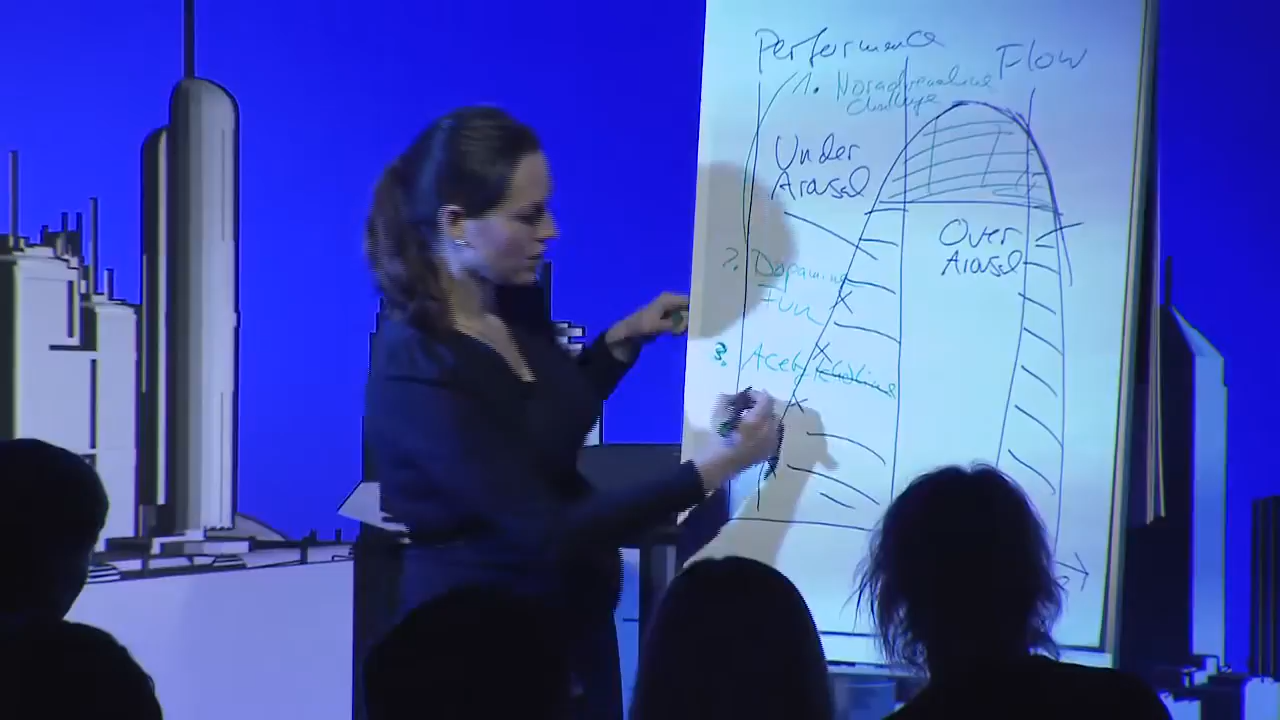 Performance
Flow
1. Noradrenaline
Challenge
Under
Arousal
Over
Arousal
2. Dopamine
Fun
3. Acetylcholine